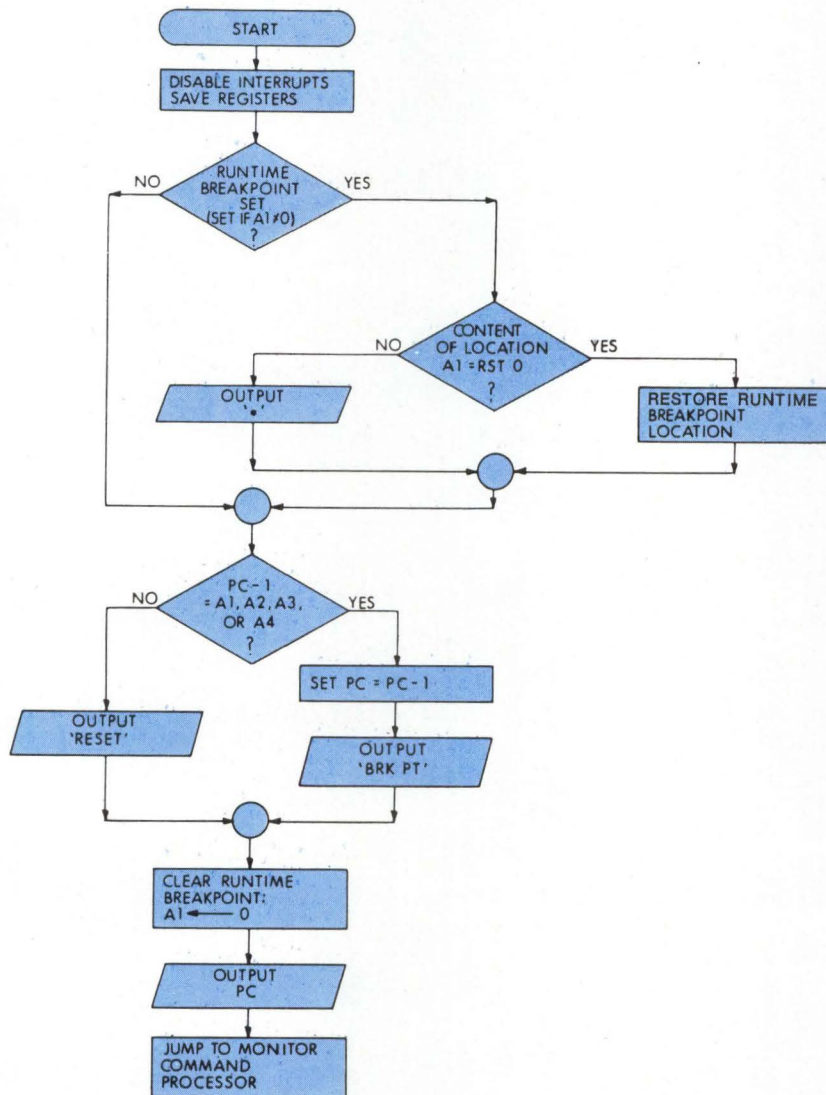 START
DISABLE INTERRUPTS
SAVE REGISTERS
RUNTIME
BREAKPOINT
SET
(SET IF A1≠0)
?
NO
YES
CONTENT
OF LOCATION
A1 = RST 0
?
NO
YES
OUTPUT
'*'
RESTORE RUNTIME
BREAKPOINT
LOCATION
PC-1
= A1, A2, A3,
OR A4
?
NO
YES
SET PC = PC-1
OUTPUT
'RESET'
OUTPUT
'BRK PT'
CLEAR RUNTIME
BREAKPOINT:
A1 ← 0
OUTPUT
PC
JUMP TO MONITOR
COMMAND
PROCESSOR